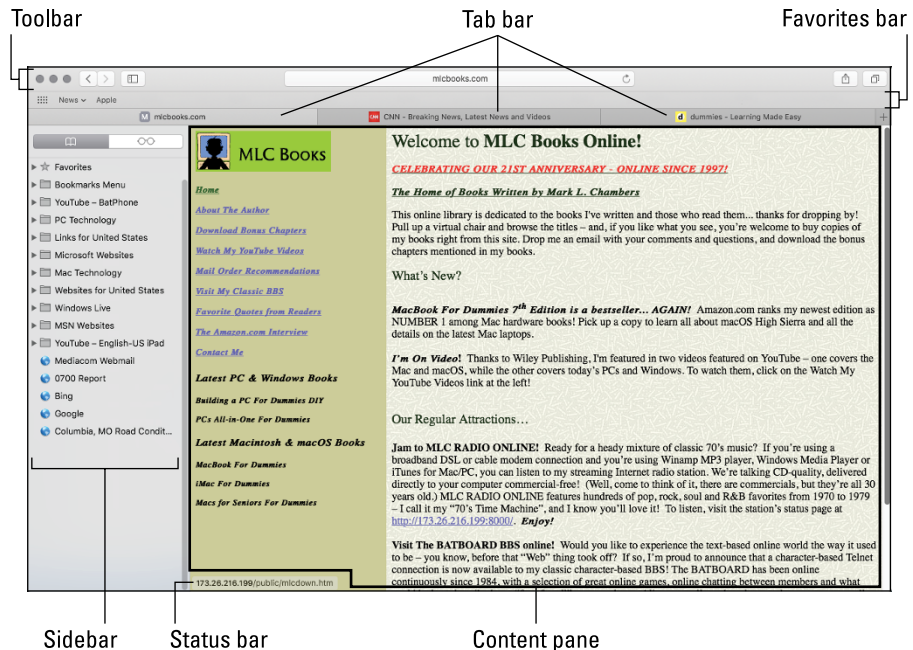 Toolbar
Tab bar
Favorites bar
mlcbooks.com
News
Apple
M mlcbooks.com
CNN CNN - Breaking News, Latest News and Videos
d dummies - Learning Made Easy
+
Favorites
Bookmarks Menu
YouTube – BatPhone
PC Technology
Links for United States
Microsoft Websites
Mac Technology
Websites for United States
Windows Live
MSN Websites
YouTube – English-US iPad
Mediacom Webmail
0700 Report
Bing
Google
Columbia, MO Road Condit...
MLC Books
Home
About The Author
Download Bonus Chapters
Watch My YouTube Videos
Mail Order Recommendations
Visit My Classic BBS
Favorite Quotes from Readers
The Amazon.com Interview
Contact Me
Latest PC & Windows Books
Building a PC For Dummies DIY
PCs All-in-One For Dummies
Latest Macintosh & macOS Books
MacBook For Dummies
iMac For Dummies
Macs for Seniors For Dummies
173.26.216.199/public/mlcdown.htm
Welcome to MLC Books Online!
CELEBRATING OUR 21ST ANNIVERSARY - ONLINE SINCE 1997!
The Home of Books Written by Mark L. Chambers
This online library is dedicated to the books I've written and those who read them... thanks for dropping by!
Pull up a virtual chair and browse the titles – and, if you like what you see, you're welcome to buy copies of
my books right from this site. Drop me an email with your comments and questions, and download the bonus
chapters mentioned in my books.
What's New?
MacBook For Dummies 7th Edition is a bestseller... AGAIN! Amazon.com ranks my newest edition as
NUMBER 1 among Mac hardware books! Pick up a copy to learn all about macOS High Sierra and all the
details on the latest Mac laptops.
I'm On Video! Thanks to Wiley Publishing, I'm featured in two videos featured on YouTube – one covers the
Mac and macOS, while the other covers today's PCs and Windows. To watch them, click on the Watch My
YouTube Videos link at the left!
Our Regular Attractions…
Jam to MLC RADIO ONLINE! Ready for a heady mixture of classic 70's music? If you're using a
broadband DSL or cable modem connection and you're using Winamp MP3 player, Windows Media Player or
iTunes for Mac/PC, you can listen to my streaming Internet radio station. We're talking CD-quality, delivered
directly to your computer commercial-free! (Well, come to think of it, there are commercials, but they're all 30
years old.) MLC RADIO ONLINE features hundreds of pop, rock, soul and R&B favorites from 1970 to 1979
– I call it my "70's Time Machine", and I know you'll love it! To listen, visit the station's status page at
http://173.26.216.199:8000/. Enjoy!
Visit The BATBOARD BBS online! Would you like to experience the text-based online world the way it used
to be – you know, before that "Web" thing took off? If so, I'm proud to announce that a character-based Telnet
connection is now available to my classic character-based BBS! The BATBOARD has been online
continuously since 1984, with a selection of great online games, online chatting between members and what
Sidebar
Status bar
Content pane